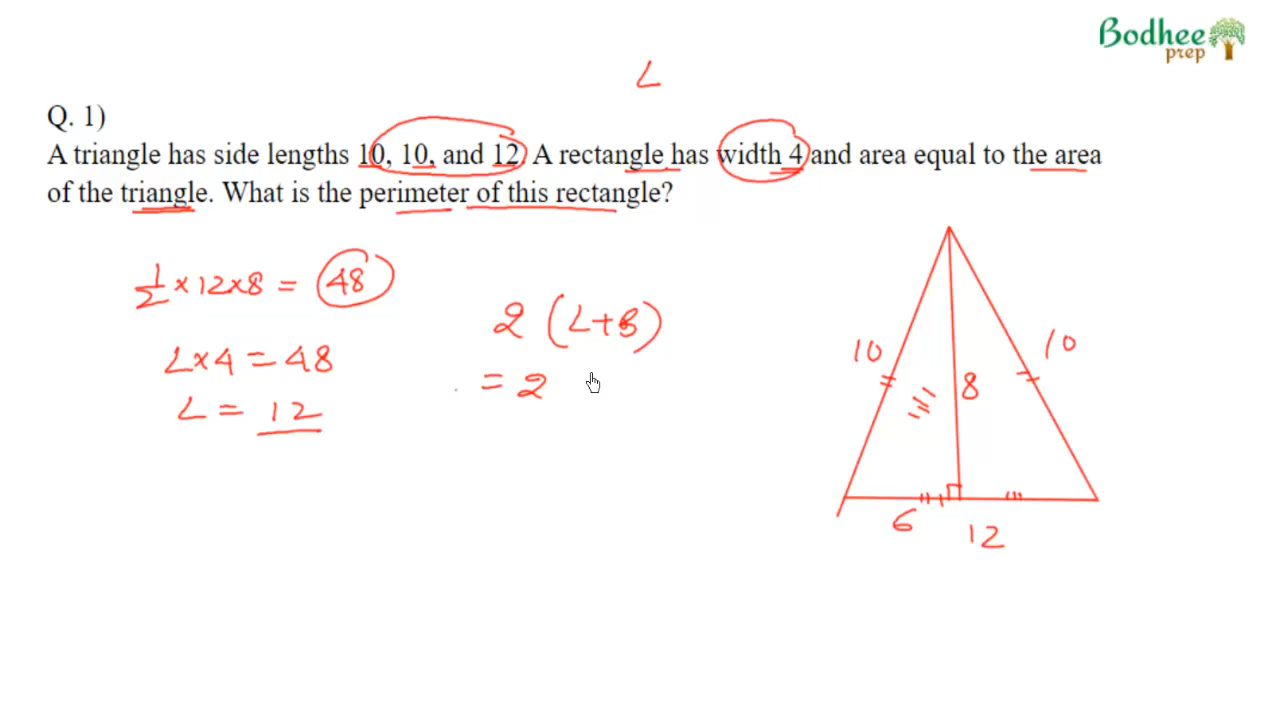 Bodhee
prep
L
Q. 1)
A triangle has side lengths 10, 10, and 12. A rectangle has width 4 and area equal to the area
of the triangle. What is the perimeter of this rectangle?
1/2 × 12 × 8 = 48
L × 4 = 48
L = 12
2 (L+B)
= 2
10
10
8
6
12